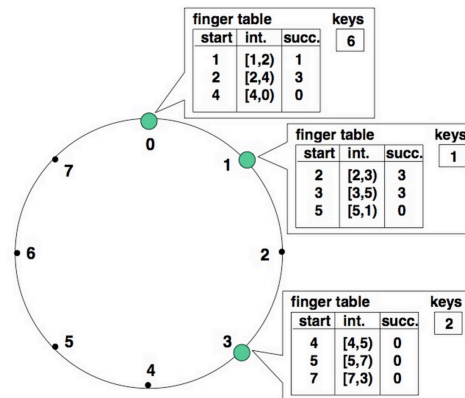 finger table keys
start int. succ. 6
1 [1,2) 1
2 [2,4) 3
4 [4,0) 0
0
finger table keys
start int. succ. 1
2 [2,3) 3
3 [3,5) 3
5 [5,1) 0
7
1
6
2
finger table keys
start int. succ. 2
4 [4,5) 0
5 [5,7) 0
7 [7,3) 0
5
3
4